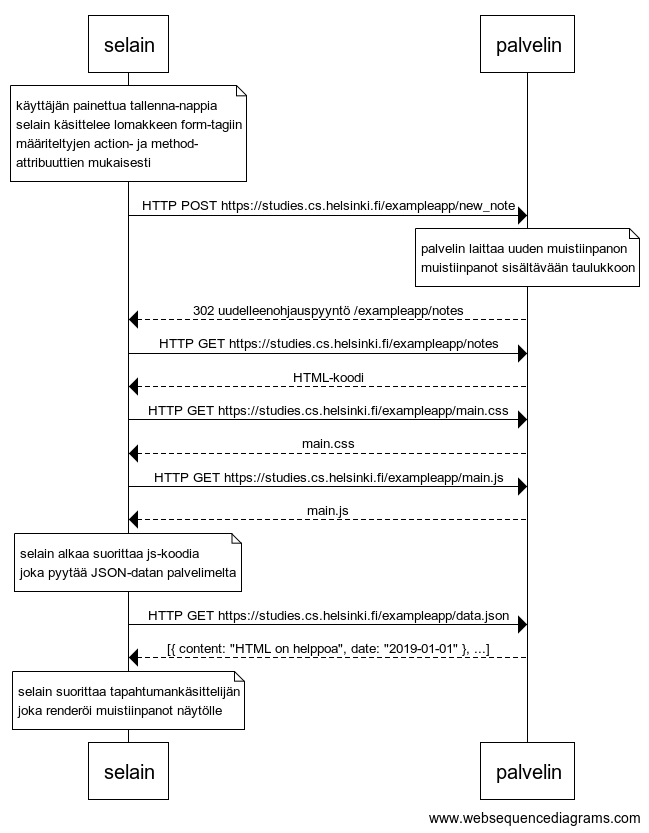 selain
palvelin
käyttäjän painettua tallenna-nappia
selain käsittelee lomakkeen form-tagiin
määriteltyjen action- ja method-
attribuuttien mukaisesti
HTTP POST https://studies.cs.helsinki.fi/exampleapp/new_note
palvelin laittaa uuden muistiinpanon
muistiinpanot sisältävään taulukkoon
302 uudelleenohjauspyyntö /exampleapp/notes
HTTP GET https://studies.cs.helsinki.fi/exampleapp/notes
HTML-koodi
HTTP GET https://studies.cs.helsinki.fi/exampleapp/main.css
main.css
HTTP GET https://studies.cs.helsinki.fi/exampleapp/main.js
main.js
selain alkaa suorittaa js-koodia
joka pyytää JSON-datan palvelimelta
HTTP GET https://studies.cs.helsinki.fi/exampleapp/data.json
[{ content: "HTML on helppoa", date: "2019-01-01" }, ...]
selain suorittaa tapahtumankäsittelijän
joka renderöi muistiinpanot näytölle
selain
palvelin
www.websequencediagrams.com